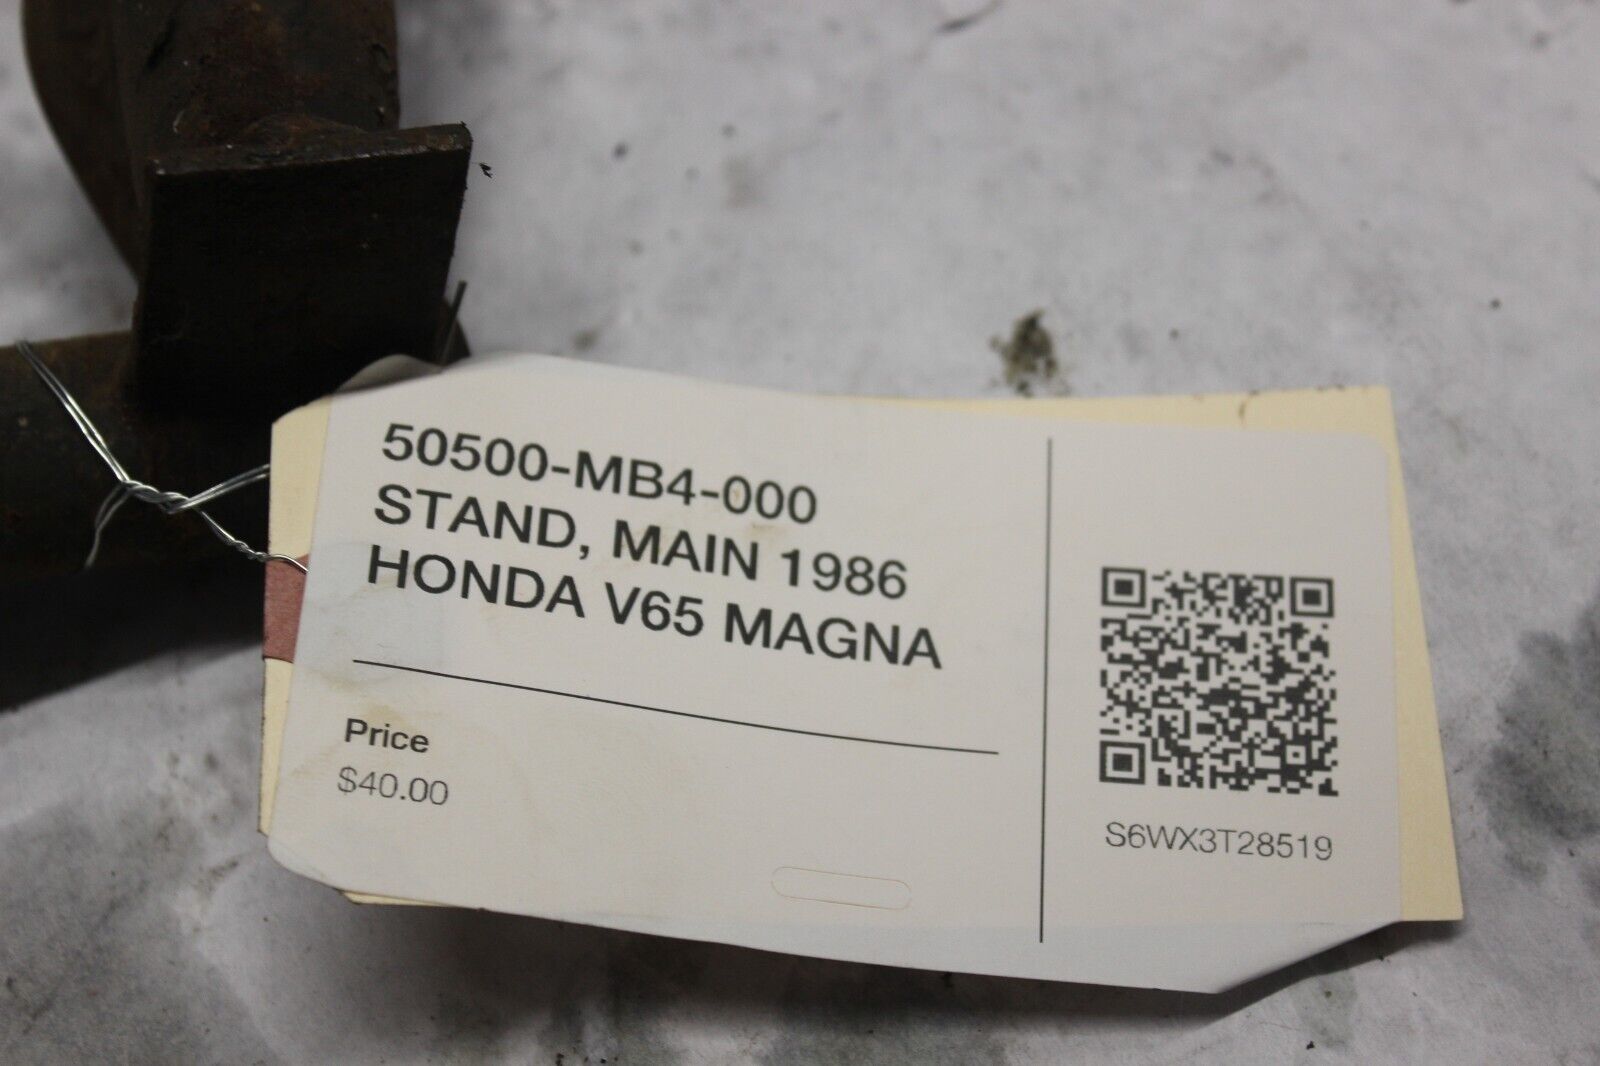 50500-MB4-000
STAND, MAIN 1986
HONDA V65 MAGNA
Price
$40.00
S6WX3T28519